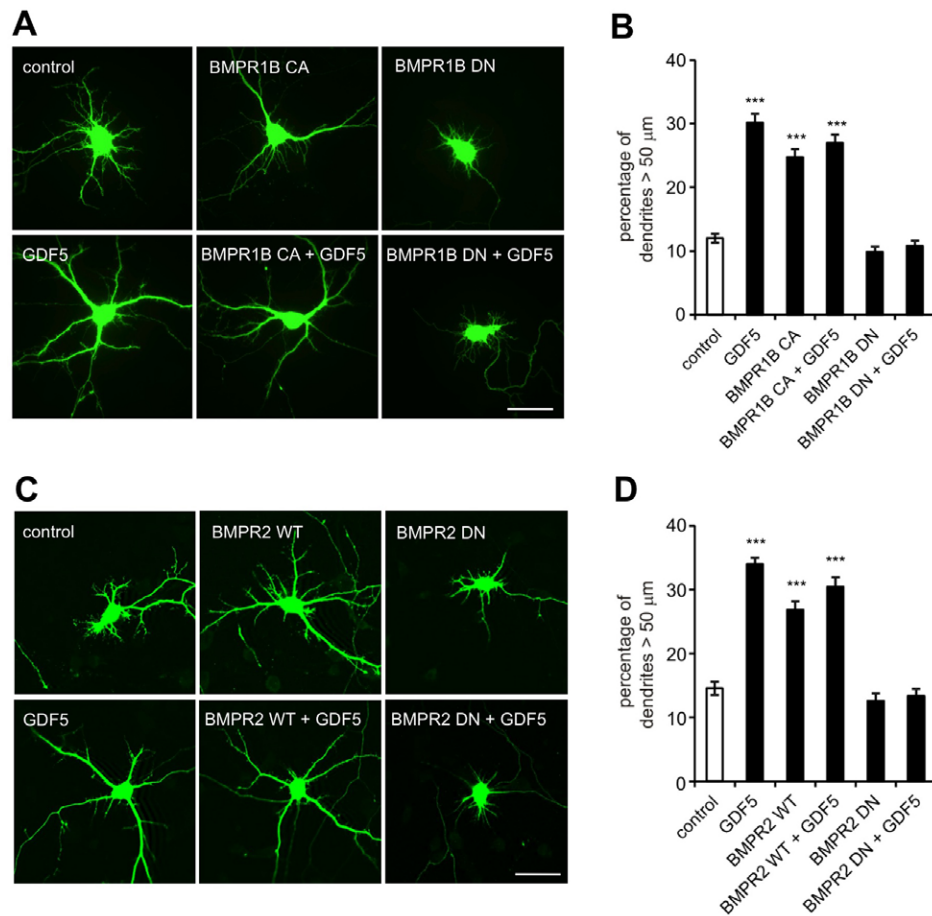 A
control
BMPR1B CA
BMPR1B DN
GDF5
BMPR1B CA + GDF5
BMPR1B DN + GDF5
B
percentage of
dendrites > 50 μm
40
30
20
10
0
***
***
***
control
GDF5
BMPR1B CA
BMPR1B CA + GDF5
BMPR1B DN
BMPR1B DN + GDF5
C
control
BMPR2 WT
BMPR2 DN
GDF5
BMPR2 WT + GDF5
BMPR2 DN + GDF5
D
percentage of
dendrites > 50 μm
40
30
20
10
0
***
***
***
control
GDF5
BMPR2 WT
BMPR2 WT + GDF5
BMPR2 DN
BMPR2 DN + GDF5